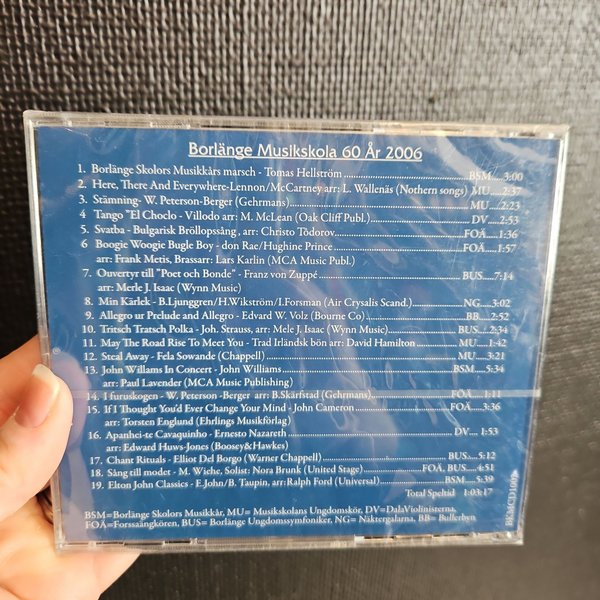 Borlänge Musikskola 60 År 2006
1. Borlänge Skolors Musikkårs marsch - Tomas Hellström BSM 3:00
2. Here, There And Everywhere-Lennon/McCartney arr: L. Wallenäs (Nothern songs) MU 2:37
3. Stämning- W. Peterson-Berger (Gehrmans) MU 2:23
4 Tango "El Choclo - Villodo arr: M. McLean (Oak Cliff Publ.) DV 2:53
5. Svatba - Bulgarisk Bröllopssång , arr: Christo Todorov FOÄ 1:36
6 Boogie Woogie Bugle Boy - don Rae/Hughine Prince FOÄ 1:57
arr: Frank Metis, Brassarr: Lars Karlin (MCA Music Publ.)
7. Ouvertyr till "Poet och Bonde" - Franz von Zuppé BUS 7:14
arr: Merle J. Isaac (Wynn Music)
8. Min Kärlek - B.Ljunggren/H.Wikström/I.Forsman (Air Crysalis Scand.) NG 3:02
9. Allegro ur Prelude and Allegro - Edvard W. Volz (Bourne Co) BB 2:52
10. Tritsch Tratsch Polka - Joh. Strauss, arr: Mele J. Isaac (Wynn Music) BUS 2:34
11. May The Road Rise To Meet You - Trad Irländsk bön arr: David Hamilton MU 1:42
12. Steal Away - Fela Sowande (Chappell) MU 3:21
13. John Willams In Concert - John Williams BSM 5:34
arr: Paul Lavender (MCA Music Publishing)
14. I furuskogen - W. Peterson -Berger arr: B.Skärfstad (Gehrmans) FOÄ 1:11
15. If I Thought You'd Ever Change Your Mind - John Cameron FOÄ 3:36
arr: Torsten Englund (Ehrlings Musikförlag)
16. Apanhei-te Cavaquinho - Ernesto Nazareth DV 1:53
arr: Edward Huws-Jones (Boosey&Hawkes)
17. Chant Rituals - Elliot Del Borgo (Warner Chappell) BUS 5:12
18. Sång till modet - M. Wiche, Solist: Nora Brunk (United Stage) FOÄ, BUS 4:51
19. Elton John Classics - E.John/B. Taupin, arr:Ralph Ford (Universal) BSM 5:39
Total Speltid 1:03:17
BSM=Borlänge Skolors Musikkår, MU= Musikskolans Ungdomskör, DV=DalaViolinisterna,
FOÄ=Forssaängkören, BUS= Borlänge Ungdomssymfoniker, NG= Näktergalarna, BB= Bullerbyn